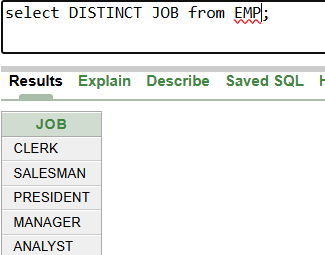 select DISTINCT JOB from EMP;
Results Explain Describe Saved SQL H
JOB
CLERK
SALESMAN
PRESIDENT
MANAGER
ANALYST